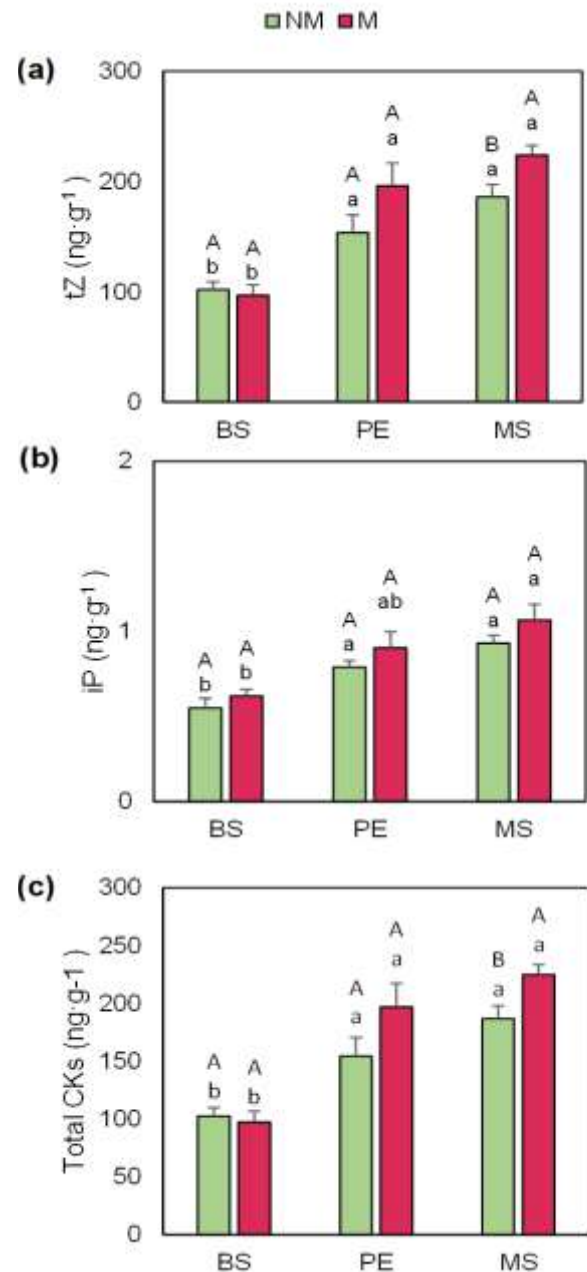 NM M
(a)
300
A
A
B
A
a
A
a
a
200
A A
a
b b
tZ (ng·g⁻¹)
100
0
BS PE MS
(b)
2
A
A
A
A
a
A
ab
a
A
a
1
b
b
iP (ng·g⁻¹)
0
BS PE MS
(c)
300
A
A
250
B
a
A
a
a
200
a
A A
150
b b
Total CKs (ng·g-1)
100
50
0
BS PE MS